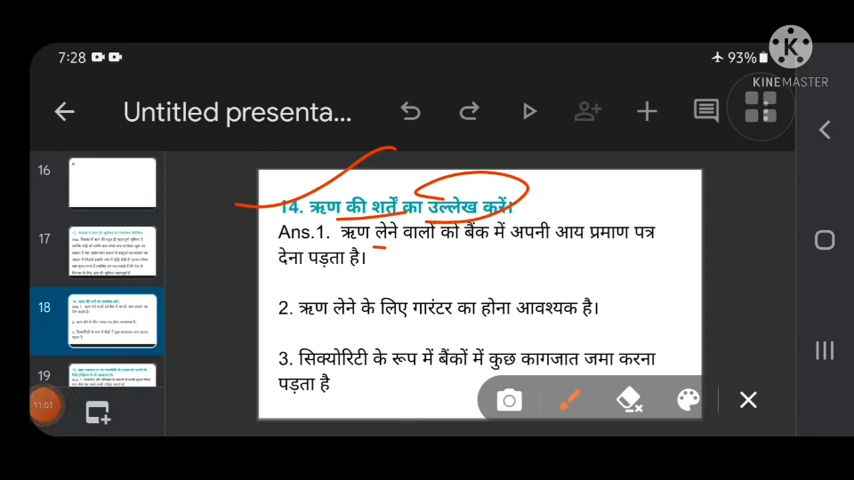 7:28
93%
KINEMASTER
Untitled presenta...
16
17
18
19
14. ऋण की शर्तें का उल्लेख करें।
Ans.1. ऋण लेने वालों को बैंक में अपनी आय प्रमाण पत्र
देना पड़ता है।
2. ऋण लेने के लिए गारंटर का होना आवश्यक है।
3. सिक्योरिटी के रूप में बैंकों में कुछ कागजात जमा करना
पड़ता है
11:01